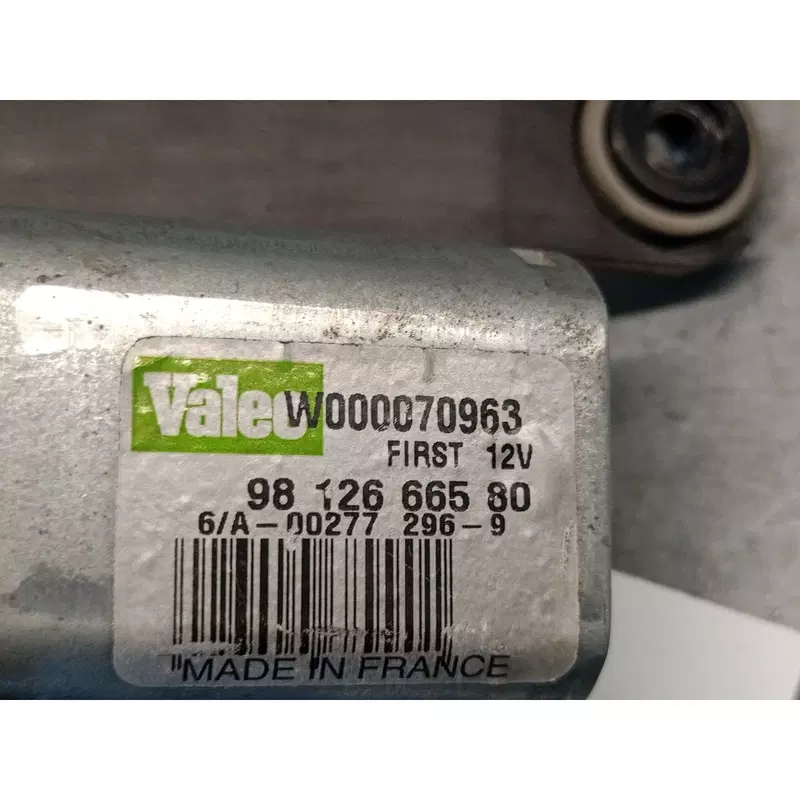 Valeo W000070963
FIRST 12V
98 126 665 80
6/A-00277 296-9
MADE IN FRANCE